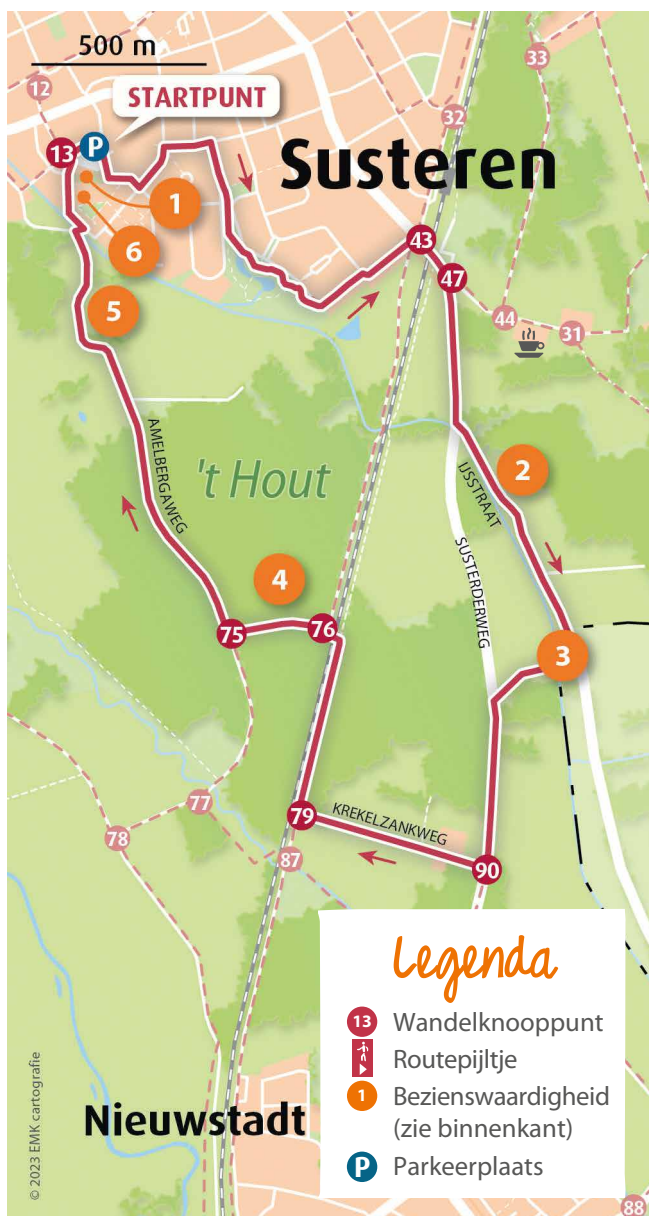 500 m
12
33
STARTPUNT
32
13
P
Susteren
1
6
43
47
5
44
31
AMELBERGAWEG
't Hout
2
IJSSTRAAT
SUSTERDERWEG
4
75
76
3
77
79
KREKELZANKWEG
78
87
90
Legenda
13 Wandelknooppunt
Routepijltje
1 Bezienswaardigheid
(zie binnenkant)
P Parkeerplaats
Nieuwstadt
© 2023 EMK cartografie
88